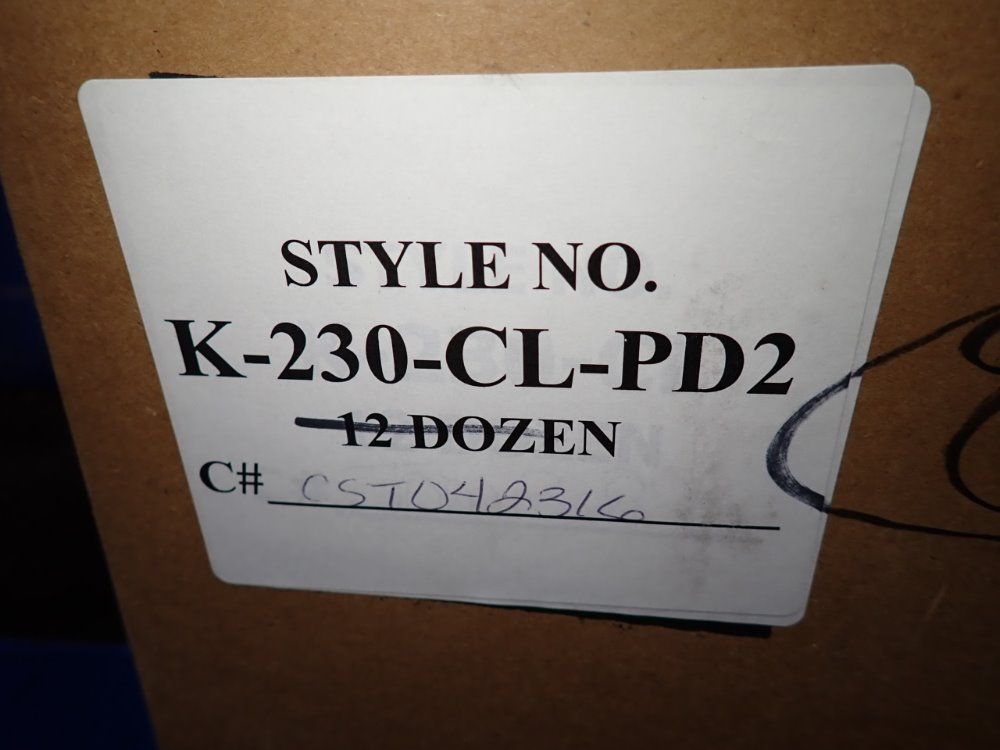 STYLE NO.
K-230-CL-PD2
12 DOZEN
C# CST042316